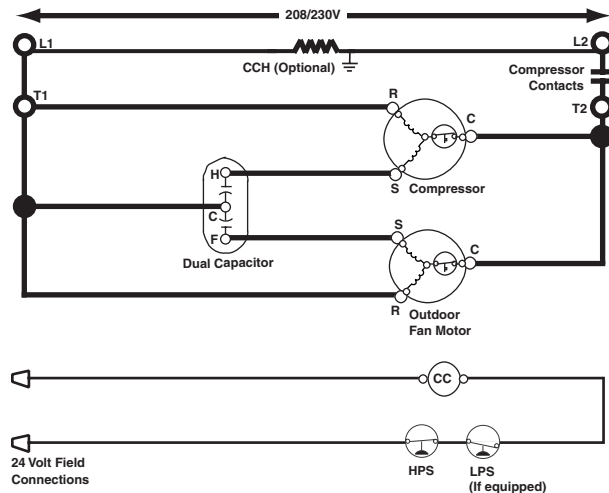 208/230V
L1
L2
CCH (Optional)
Compressor
Contacts
T1
T2
R
C
S
Compressor
H
C
F
Dual Capacitor
S
C
R
Outdoor
Fan Motor
CC
24 Volt Field
Connections
HPS
LPS
(If equipped)